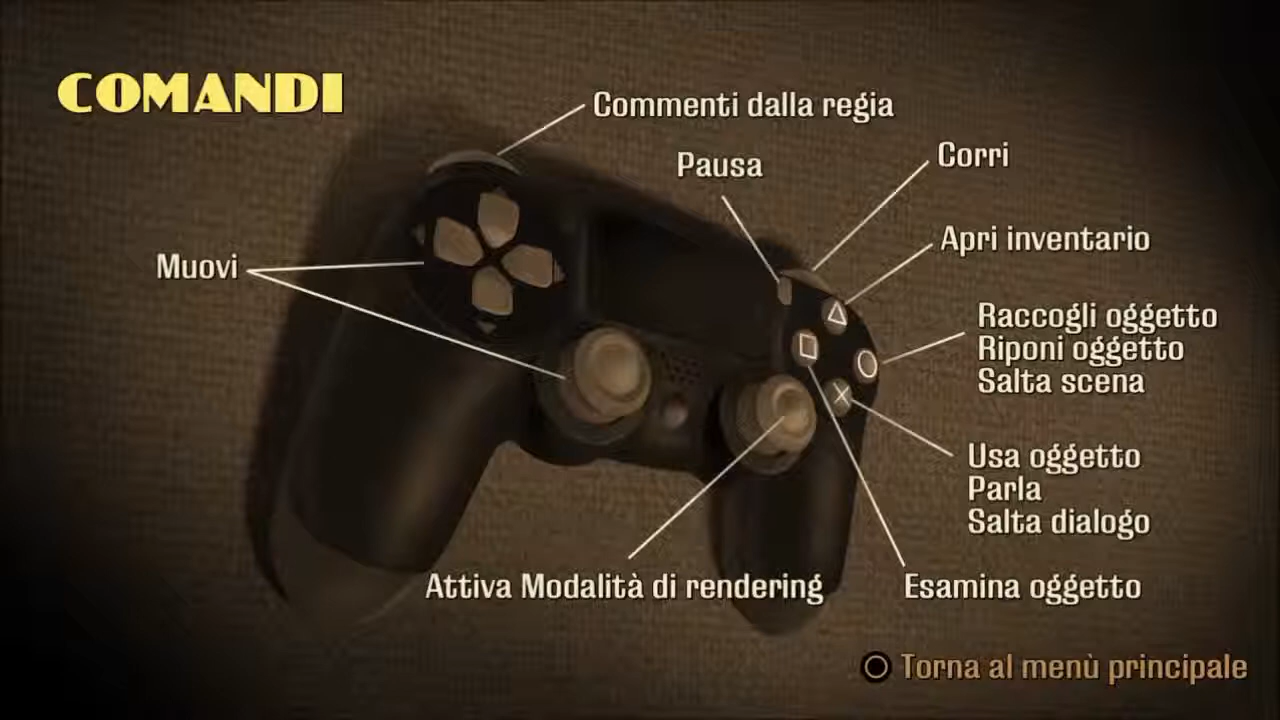 COMANDI
Commenti dalla regia
Pausa
Corri
Apri inventario
Muovi
Raccogli oggetto
Riponi oggetto
Salta scena
Usa oggetto
Parla
Salta dialogo
Attiva Modalità di rendering
Esamina oggetto
Torna al menù principale